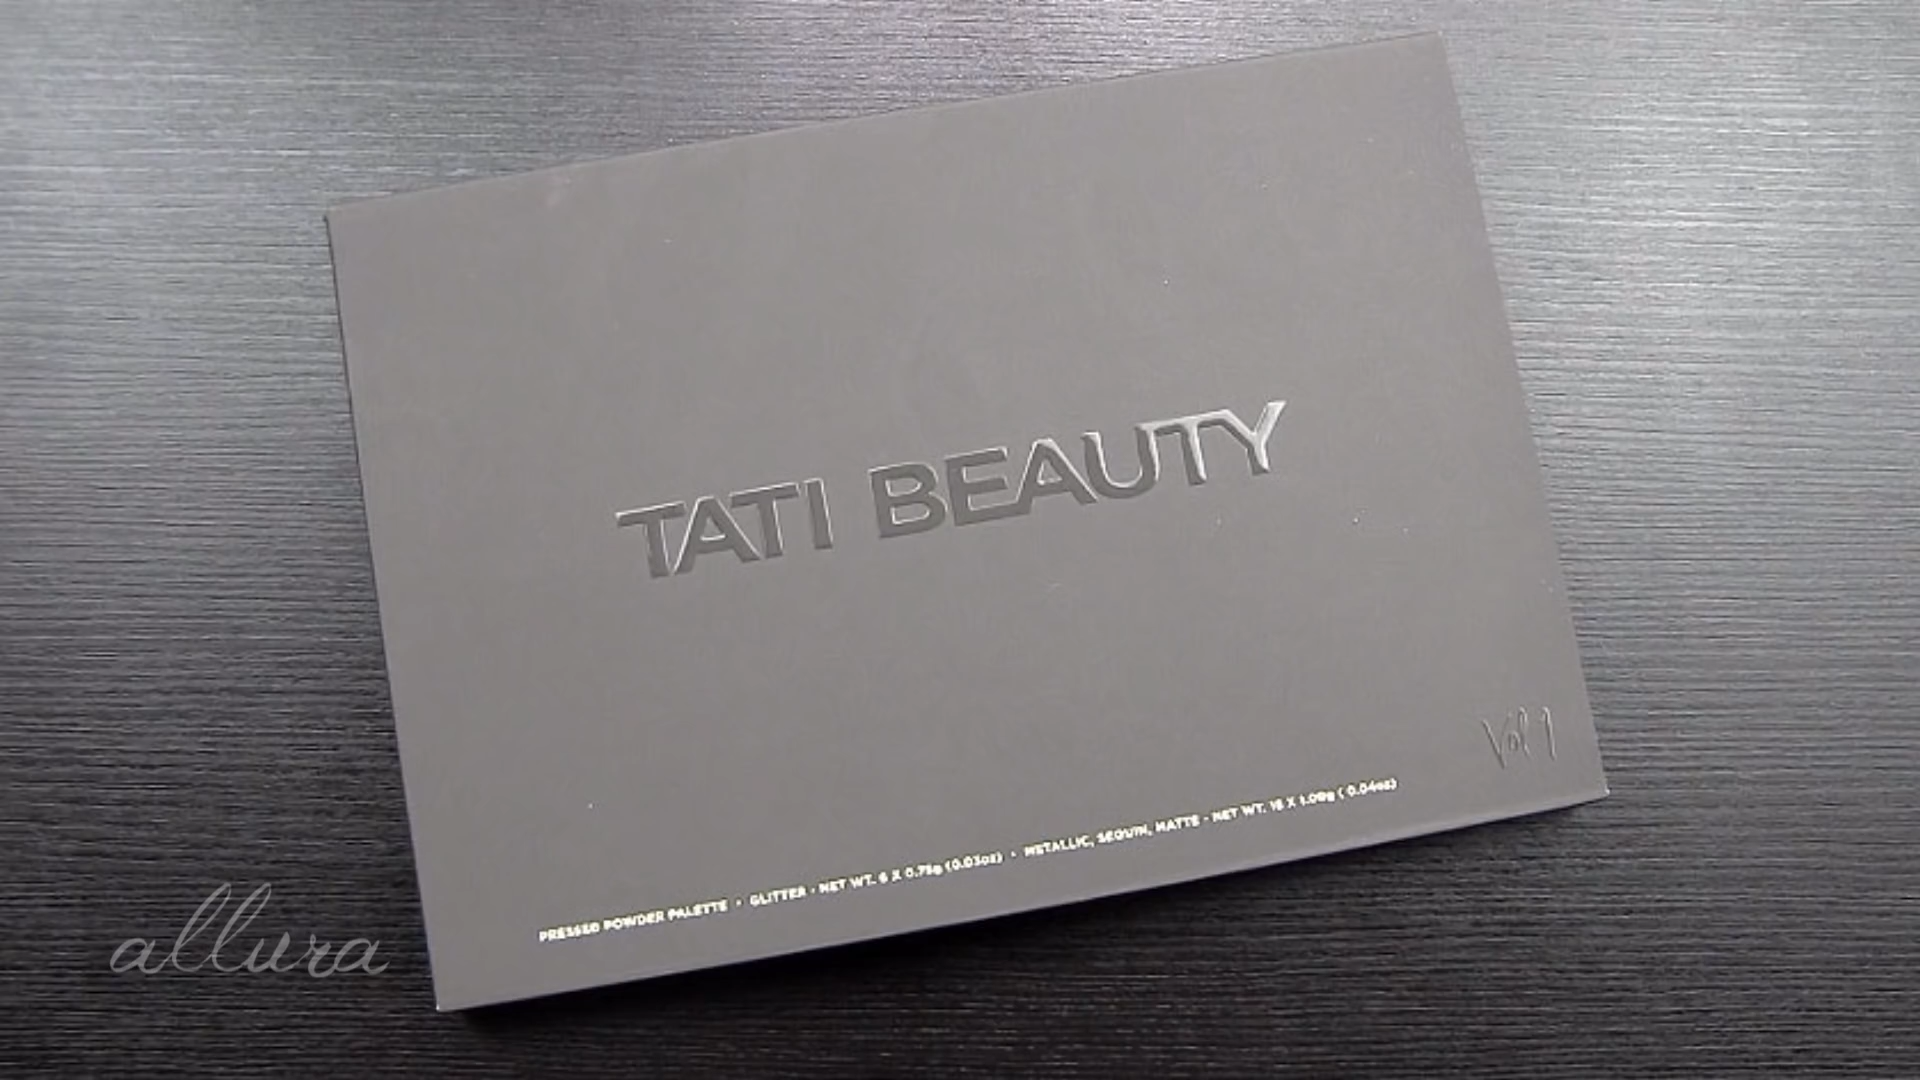 TATI BEAUTY
Vol 1
PRESSED POWDER PALETTE • GLITTER - NET WT. 6 X 0.75g (0.03oz) • METALLIC, SEQUIN, MATTE - NET WT. 18 X 1.00g ( 0.04oz)
allura